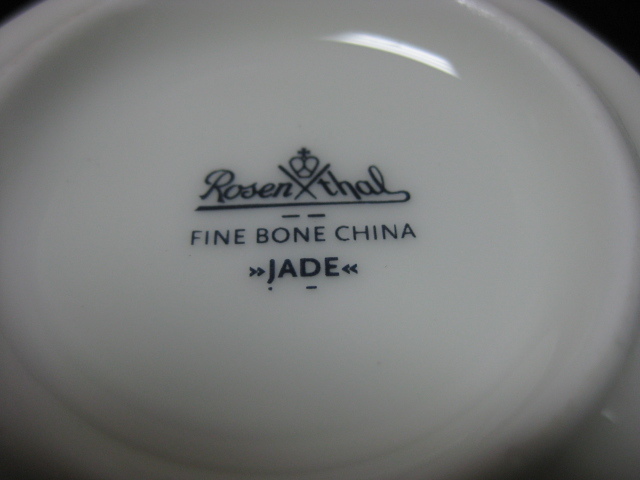 Rosenthal
FINE BONE CHINA
»JADE«